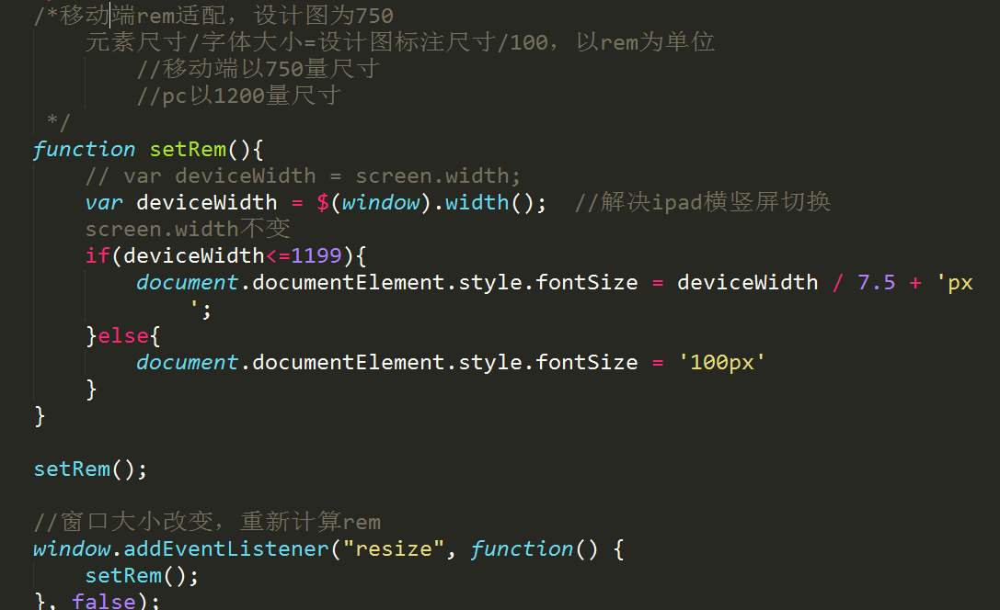 /*移动端rem适配，设计图为750
元素尺寸/字体大小=设计图标注尺寸/100，以rem为单位
//移动端以750量尺寸
//pc以1200量尺寸
*/
function setRem(){
// var deviceWidth = screen.width;
var deviceWidth = $(window).width();  //解决ipad横竖屏切换
screen.width不变
if(deviceWidth<=1199){
document.documentElement.style.fontSize = deviceWidth / 7.5 + 'px
';
}else{
document.documentElement.style.fontSize = '100px'
}
}
setRem();
//窗口大小改变，重新计算rem
window.addEventListener("resize", function() {
setRem();
}, false);